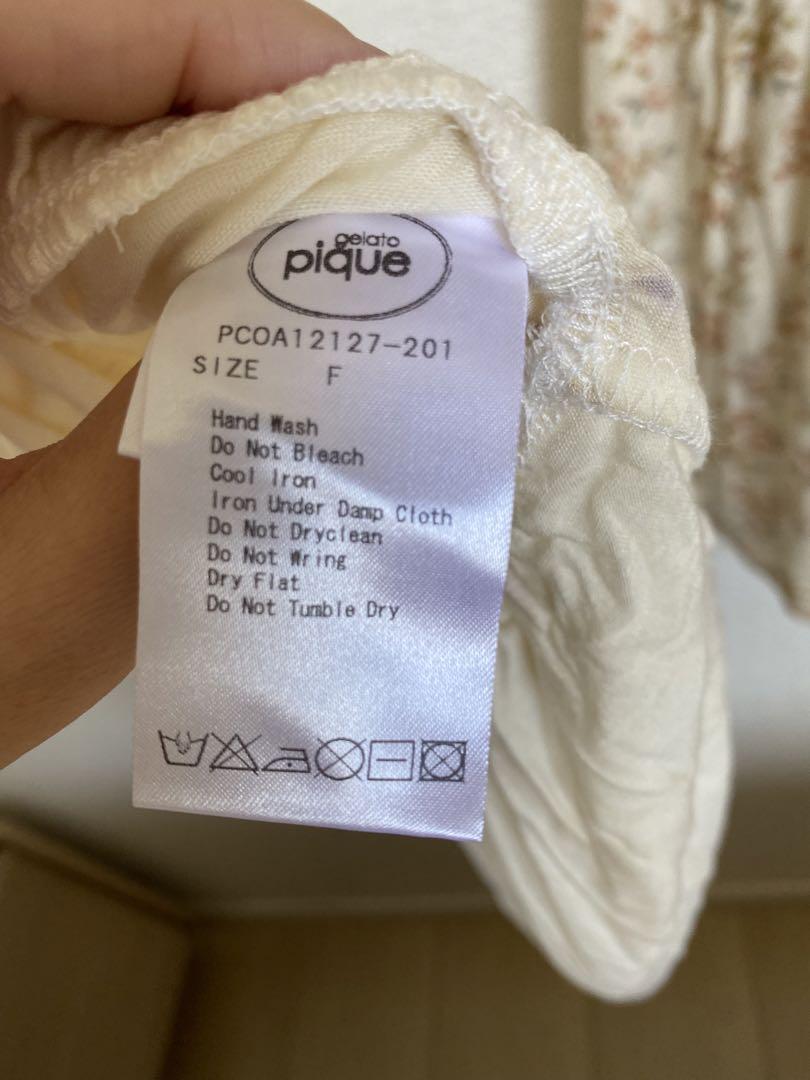 gelato
pique
PCOA12127-201
SIZE F
Hand Wash
Do Not Bleach
Cool Iron
Iron Under Damp Cloth
Do Not Dryclean
Do Not Wring
Dry Flat
Do Not Tumble Dry